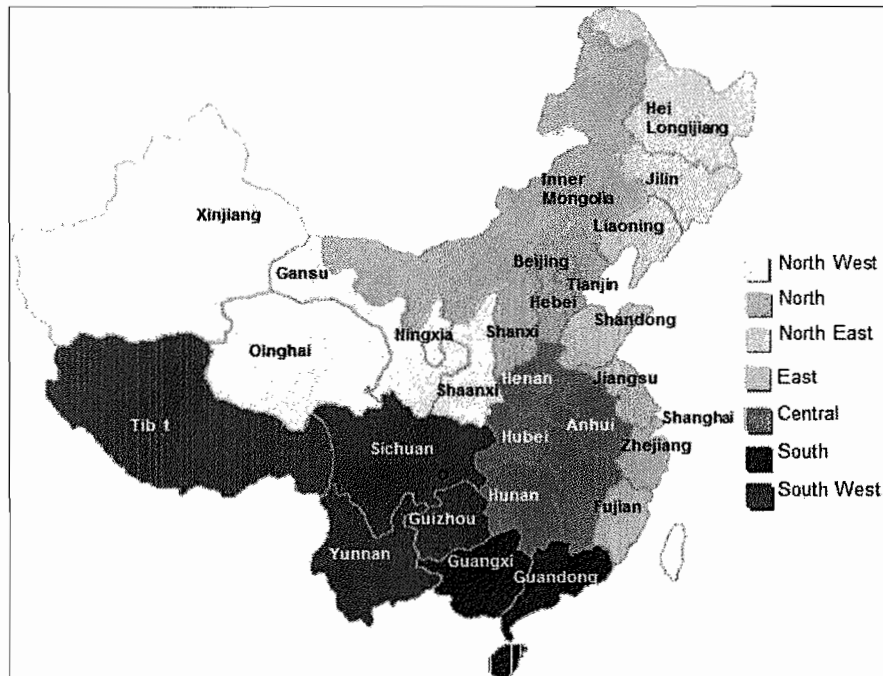 Hei
Longijiang
Inner
Mongolia
Jilin
Xinjiang
Liaoning
Beijing
Gansu
Tianjin
Hebei
Shandong
Ningxia
Shanxi
Qinghai
Henan
Jiangsu
Shaanxi
Shanghai
Tib t
Anhui
Hubei
Sichuan
Zhejiang
Hunan
Fujian
Guizhou
Yunnan
Guangxi
Guandong
North West
North
North East
East
Central
South
South West